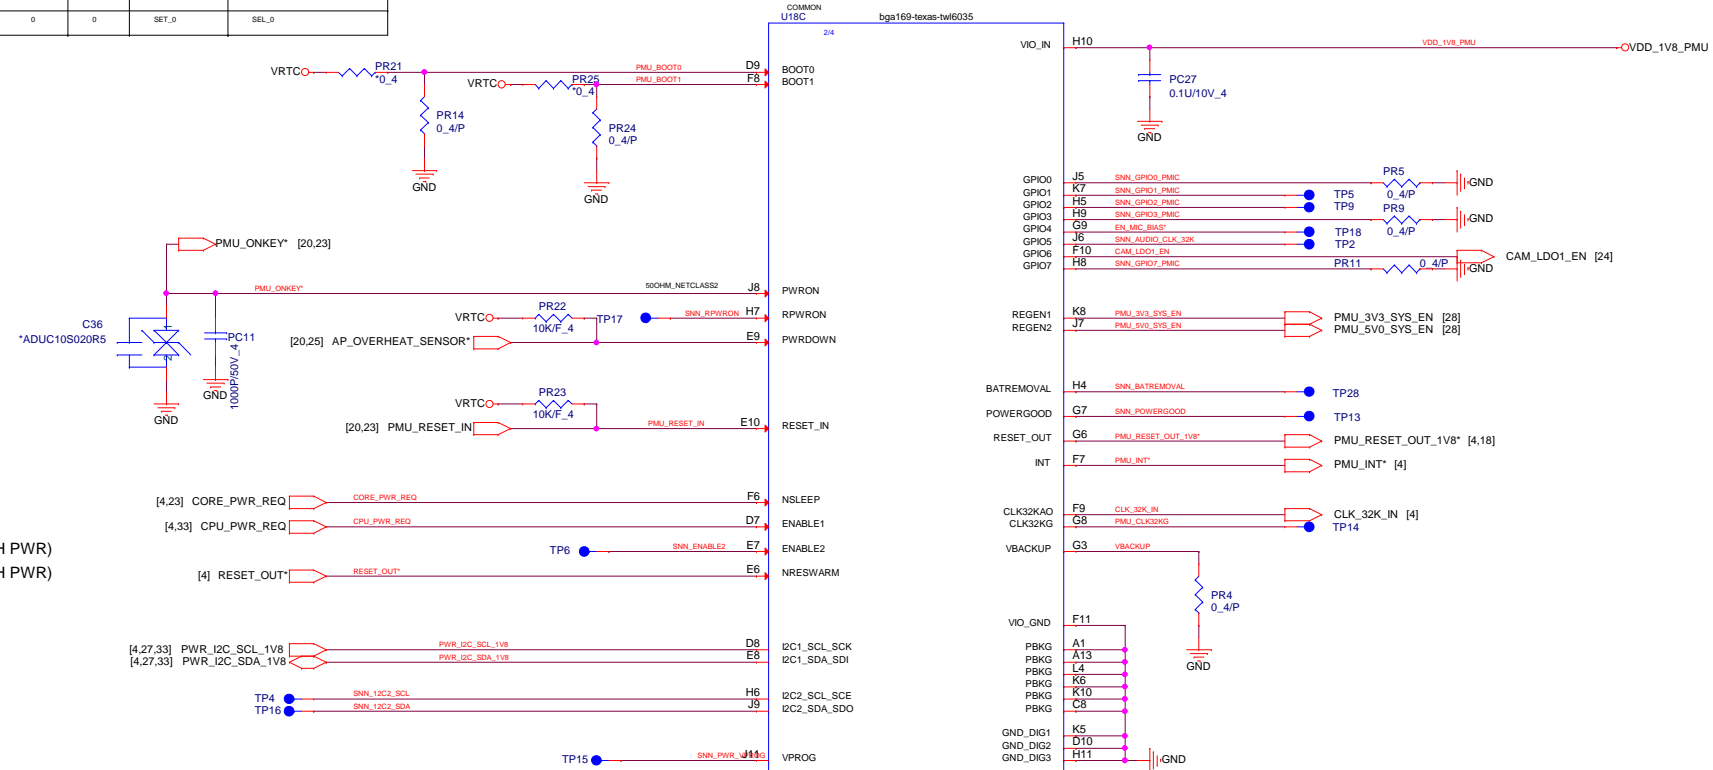 COMMON
U18C bga169-texas-twl6035
2/4
0 0 SET_0 SEL_0
VRTC PR21
*0_4
PMU_BOOT0 D9 BOOT0
VRTC PR25
*0_4
PMU_BOOT1 F8 BOOT1
PR14
0_4/P
GND
PR24
0_4/P
GND
PMU_ONKEY* [20,23]
PMU_ONKEY* 50OHM_NETCLASS2 J8 PWRON
C36
*ADUC10S020R5
1
2
GND
PC11
1000P/50V_4
GND
VRTC PR22
10K/F_4
TP17 SNN_RPWRON H7 RPWRON
[20,25] AP_OVERHEAT_SENSOR* E9 PWRDOWN
VRTC PR23
10K/F_4
[20,23] PMU_RESET_IN PMU_RESET_IN E10 RESET_IN
[4,23] CORE_PWR_REQ CORE_PWR_REQ F6 NSLEEP
[4,33] CPU_PWR_REQ CPU_PWR_REQ D7 ENABLE1
H PWR)
TP6 SNN_ENABLE2 E7 ENABLE2
H PWR)
[4] RESET_OUT* RESET_OUT* E6 NRESWARM
[4,27,33] PWR_I2C_SCL_1V8 PWR_I2C_SCL_1V8 D8 I2C1_SCL_SCK
[4,27,33] PWR_I2C_SDA_1V8 PWR_I2C_SDA_1V8 E8 I2C1_SDA_SDI
TP4 SNN_12C2_SCL H6 I2C2_SCL_SCE
TP16 SNN_12C2_SDA J9 I2C2_SDA_SDO
TP15 SNN_PWR_VPROG J11 VPROG
VIO_IN H10 VDD_1V8_PMU VDD_1V8_PMU
PC27
0.1U/10V_4
GND
GPIO0 J5 SNN_GPIO0_PMIC PR5
0_4/P
GND
GPIO1 K7 SNN_GPIO1_PMIC TP5
GPIO2 H5 SNN_GPIO2_PMIC TP9
GPIO3 H9 SNN_GPIO3_PMIC PR9
0_4/P
GND
GPIO4 G9 EN_MIC_BIAS* TP18
GPIO5 J6 SNN_AUDIO_CLK_32K TP2
GPIO6 F10 CAM_LDO1_EN CAM_LDO1_EN [24]
GPIO7 H8 SNN_GPIO7_PMIC PR11 0_4/P GND
REGEN1 K8 PMU_3V3_SYS_EN PMU_3V3_SYS_EN [28]
REGEN2 J7 PMU_5V0_SYS_EN PMU_5V0_SYS_EN [28]
BATREMOVAL H4 SNN_BATREMOVAL TP28
POWERGOOD G7 SNN_POWERGOOD TP13
RESET_OUT G6 PMU_RESET_OUT_1V8* PMU_RESET_OUT_1V8* [4,18]
INT F7 PMU_INT* PMU_INT* [4]
CLK32KAO F9 CLK_32K_IN CLK_32K_IN [4]
CLK32KG G8 PMU_CLK32KG TP14
VBACKUP G3 VBACKUP
PR4
0_4/P
GND
VIO_GND F11
PBKG A1
PBKG A13
PBKG L4
PBKG K6
PBKG K10
PBKG C8
GND_DIG1 K5
GND_DIG2 D10
GND_DIG3 H11 GND